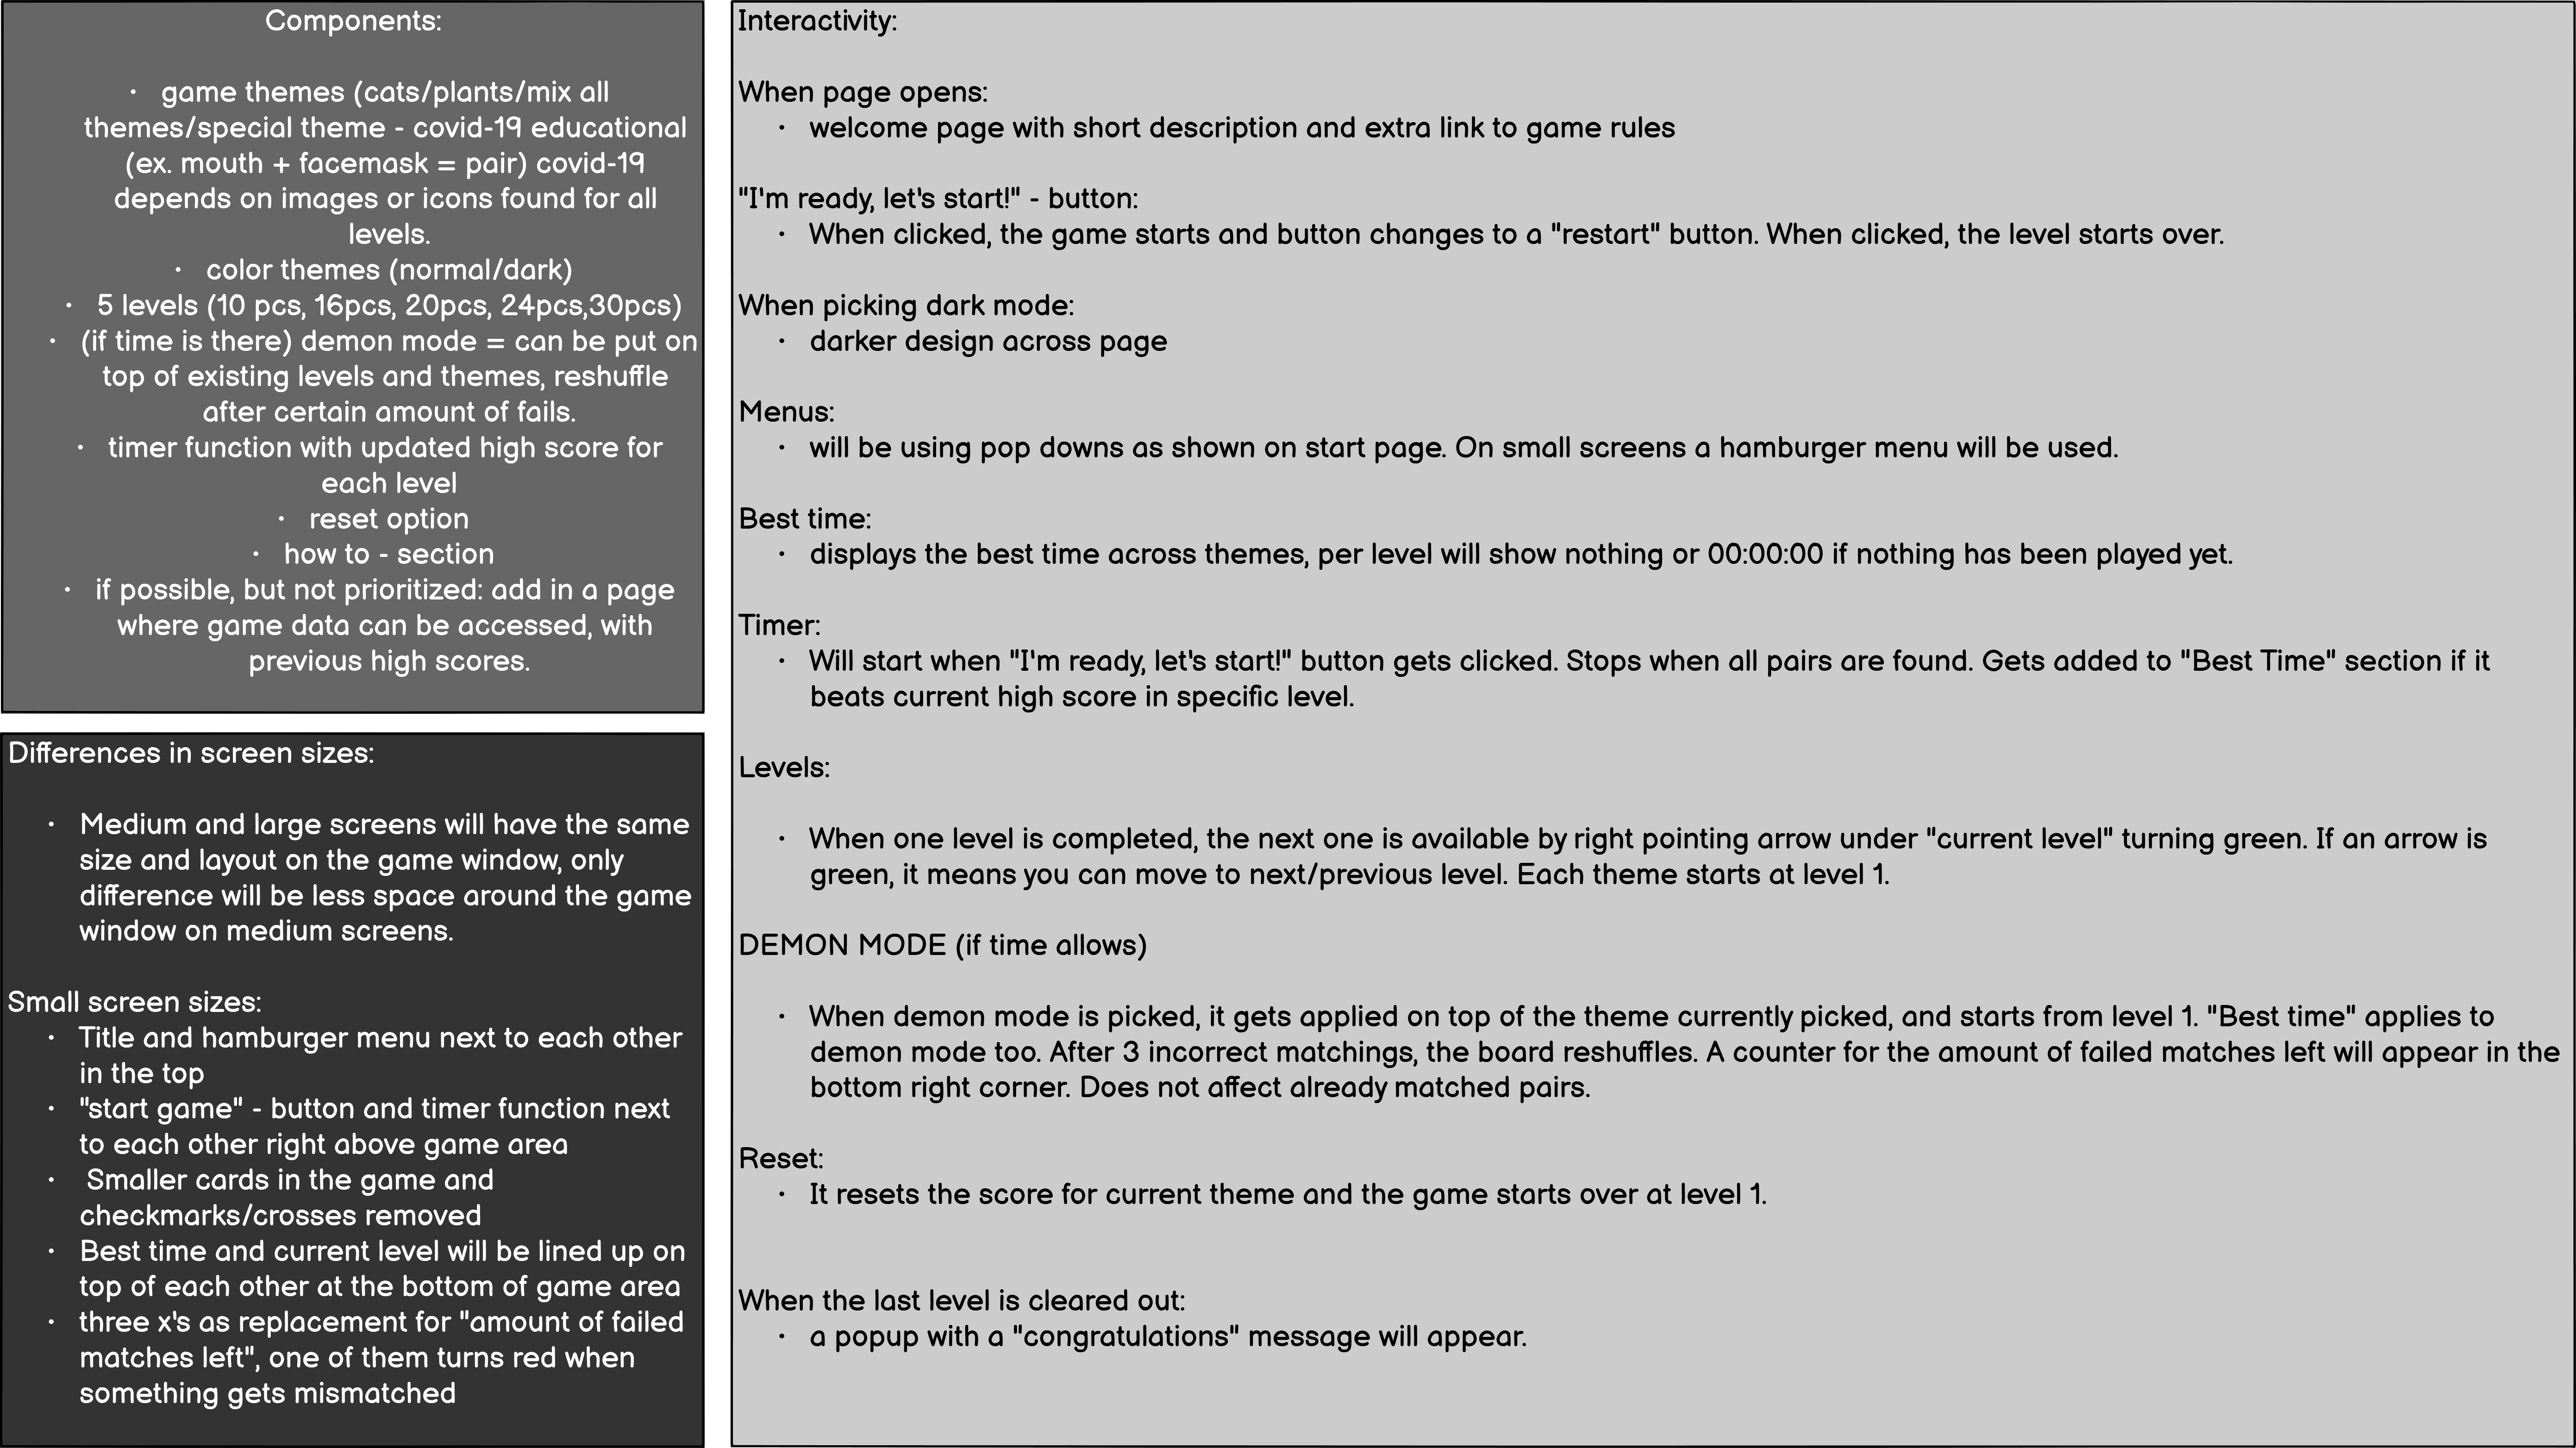 Components:
· game themes (cats/plants/mix all
themes/special theme - covid-19 educational
(ex. mouth + facemask = pair) covid-19
depends on images or icons found for all
levels.
· color themes (normal/dark)
· 5 levels (10 pcs, 16pcs, 20pcs, 24pcs,30pcs)
· (if time is there) demon mode = can be put on
top of existing levels and themes, reshuffle
after certain amount of fails.
· timer function with updated high score for
each level
· reset option
· how to - section
· if possible, but not prioritized: add in a page
where game data can be accessed, with
previous high scores.
Differences in screen sizes:
· Medium and large screens will have the same
size and layout on the game window, only
difference will be less space around the game
window on medium screens.
Small screen sizes:
· Title and hamburger menu next to each other
in the top
· "start game" - button and timer function next
to each other right above game area
· Smaller cards in the game and
checkmarks/crosses removed
· Best time and current level will be lined up on
top of each other at the bottom of game area
· three x's as replacement for "amount of failed
matches left", one of them turns red when
something gets mismatched
Interactivity:
When page opens:
· welcome page with short description and extra link to game rules
"I'm ready, let's start!" - button:
· When clicked, the game starts and button changes to a "restart" button. When clicked, the level starts over.
When picking dark mode:
· darker design across page
Menus:
· will be using pop downs as shown on start page. On small screens a hamburger menu will be used.
Best time:
· displays the best time across themes, per level will show nothing or 00:00:00 if nothing has been played yet.
Timer:
· Will start when "I'm ready, let's start!" button gets clicked. Stops when all pairs are found. Gets added to "Best Time" section if it
beats current high score in specific level.
Levels:
· When one level is completed, the next one is available by right pointing arrow under "current level" turning green. If an arrow is
green, it means you can move to next/previous level. Each theme starts at level 1.
DEMON MODE (if time allows)
· When demon mode is picked, it gets applied on top of the theme currently picked, and starts from level 1. "Best time" applies to
demon mode too. After 3 incorrect matchings, the board reshuffles. A counter for the amount of failed matches left will appear in the
bottom right corner. Does not affect already matched pairs.
Reset:
· It resets the score for current theme and the game starts over at level 1.
When the last level is cleared out:
· a popup with a "congratulations" message will appear.